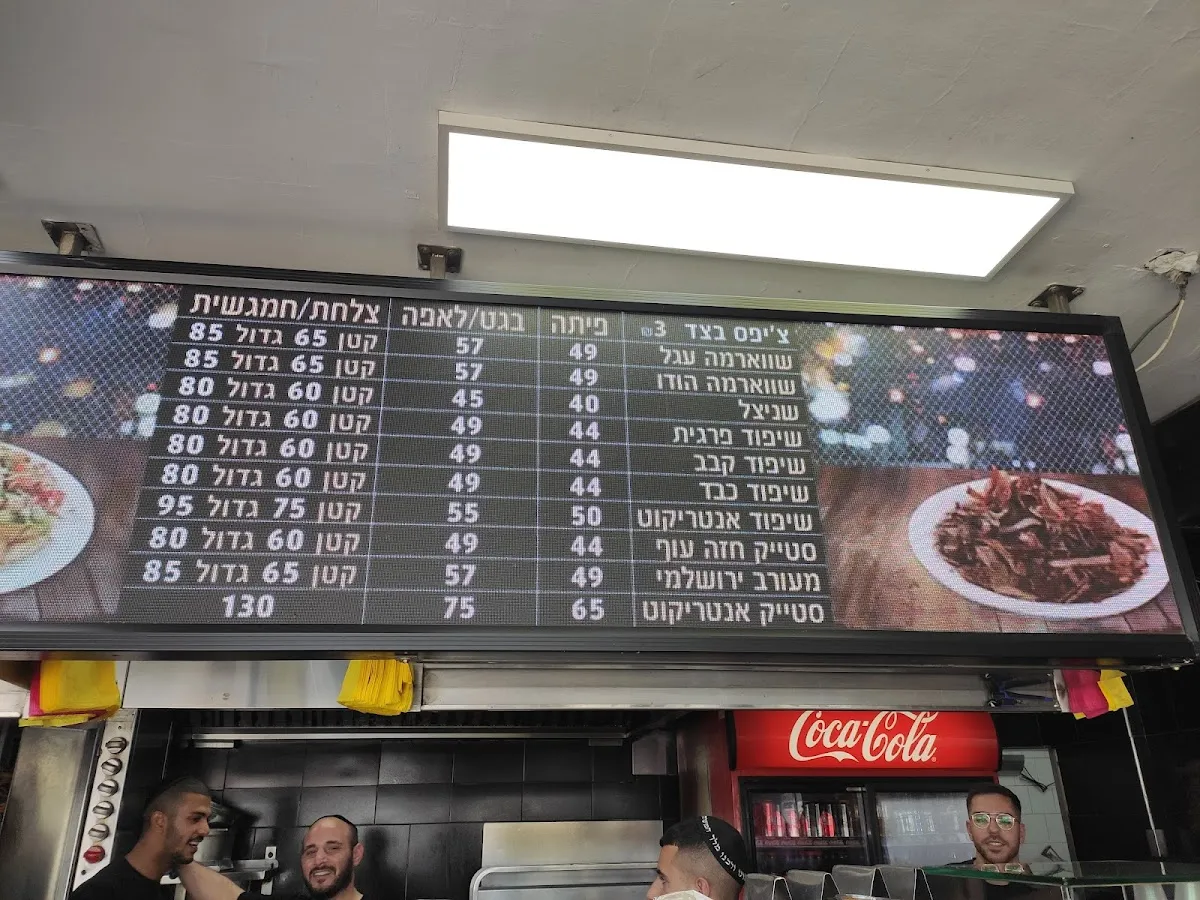 צ'יפס בצד 3₪ פיתה בגט/לאפה צלחת/חמגשית
שווארמה עגל 49 57 קטן 65 גדול 85
שווארמה הודו 49 57 קטן 65 גדול 85
שניצל 40 45 קטן 60 גדול 80
שיפוד פרגית 44 49 קטן 60 גדול 80
שיפוד קבב 44 49 קטן 60 גדול 80
שיפוד כבד 44 49 קטן 60 גדול 80
שיפוד אנטריקוט 50 55 קטן 75 גדול 95
סטייק חזה עוף 44 49 קטן 60 גדול 80
מעורב ירושלמי 49 57 קטן 65 גדול 85
סטייק אנטריקוט 65 75 130
Coca-Cola